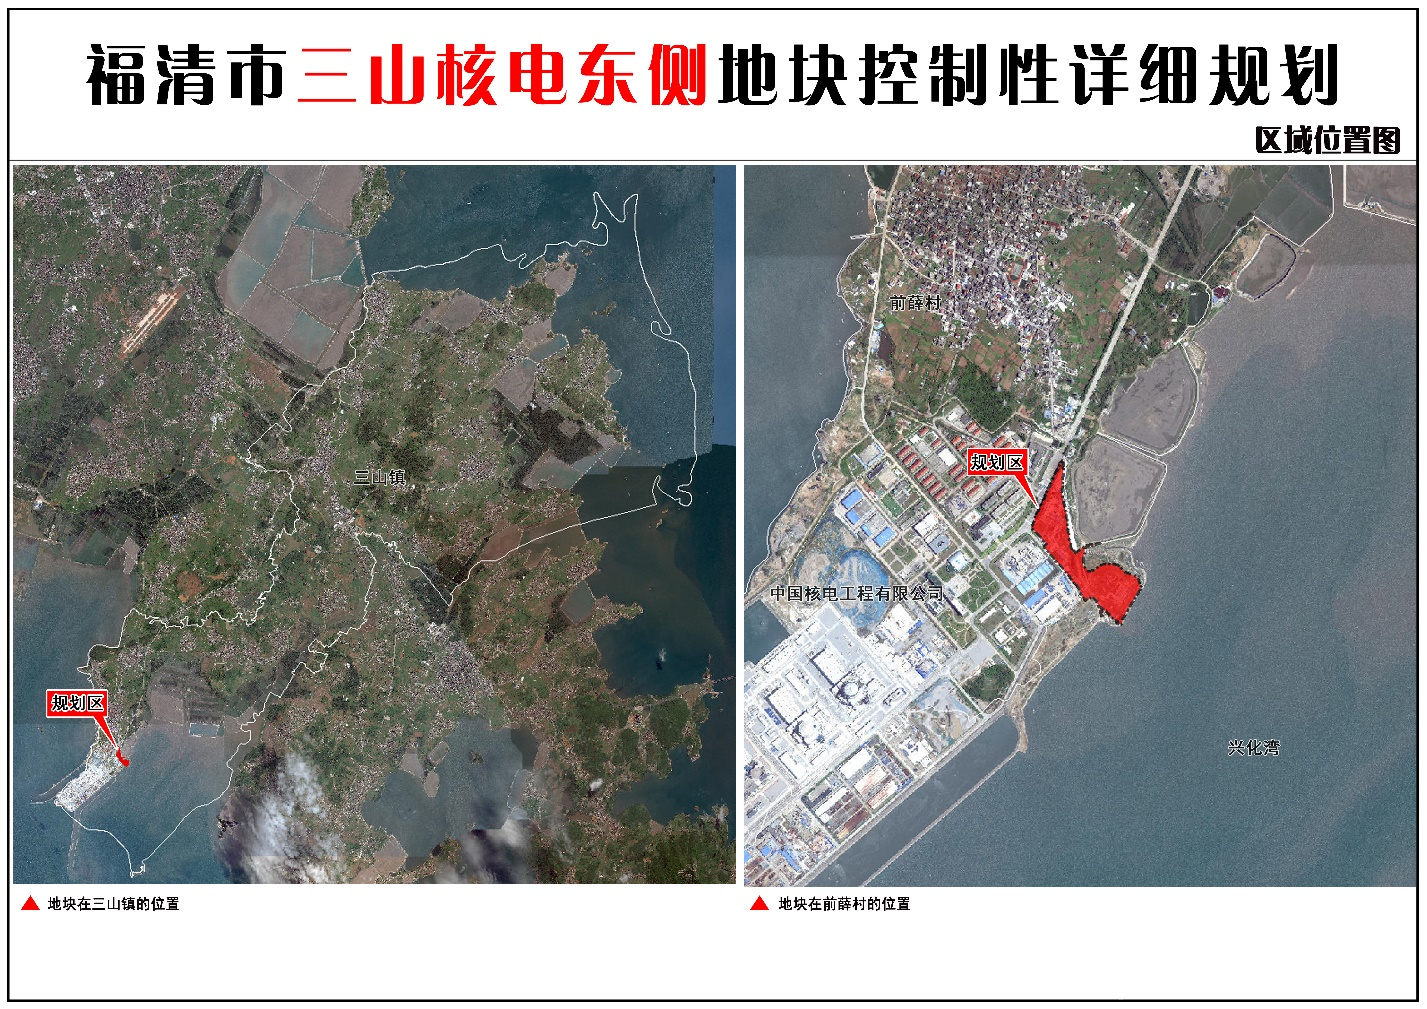 福清市三山核电东侧地块控制性详细规划
区域位置图
三山镇
规划区
地块在三山镇的位置
前薛村
规划区
中国核电工程有限公司
兴化湾
地块在前薛村的位置